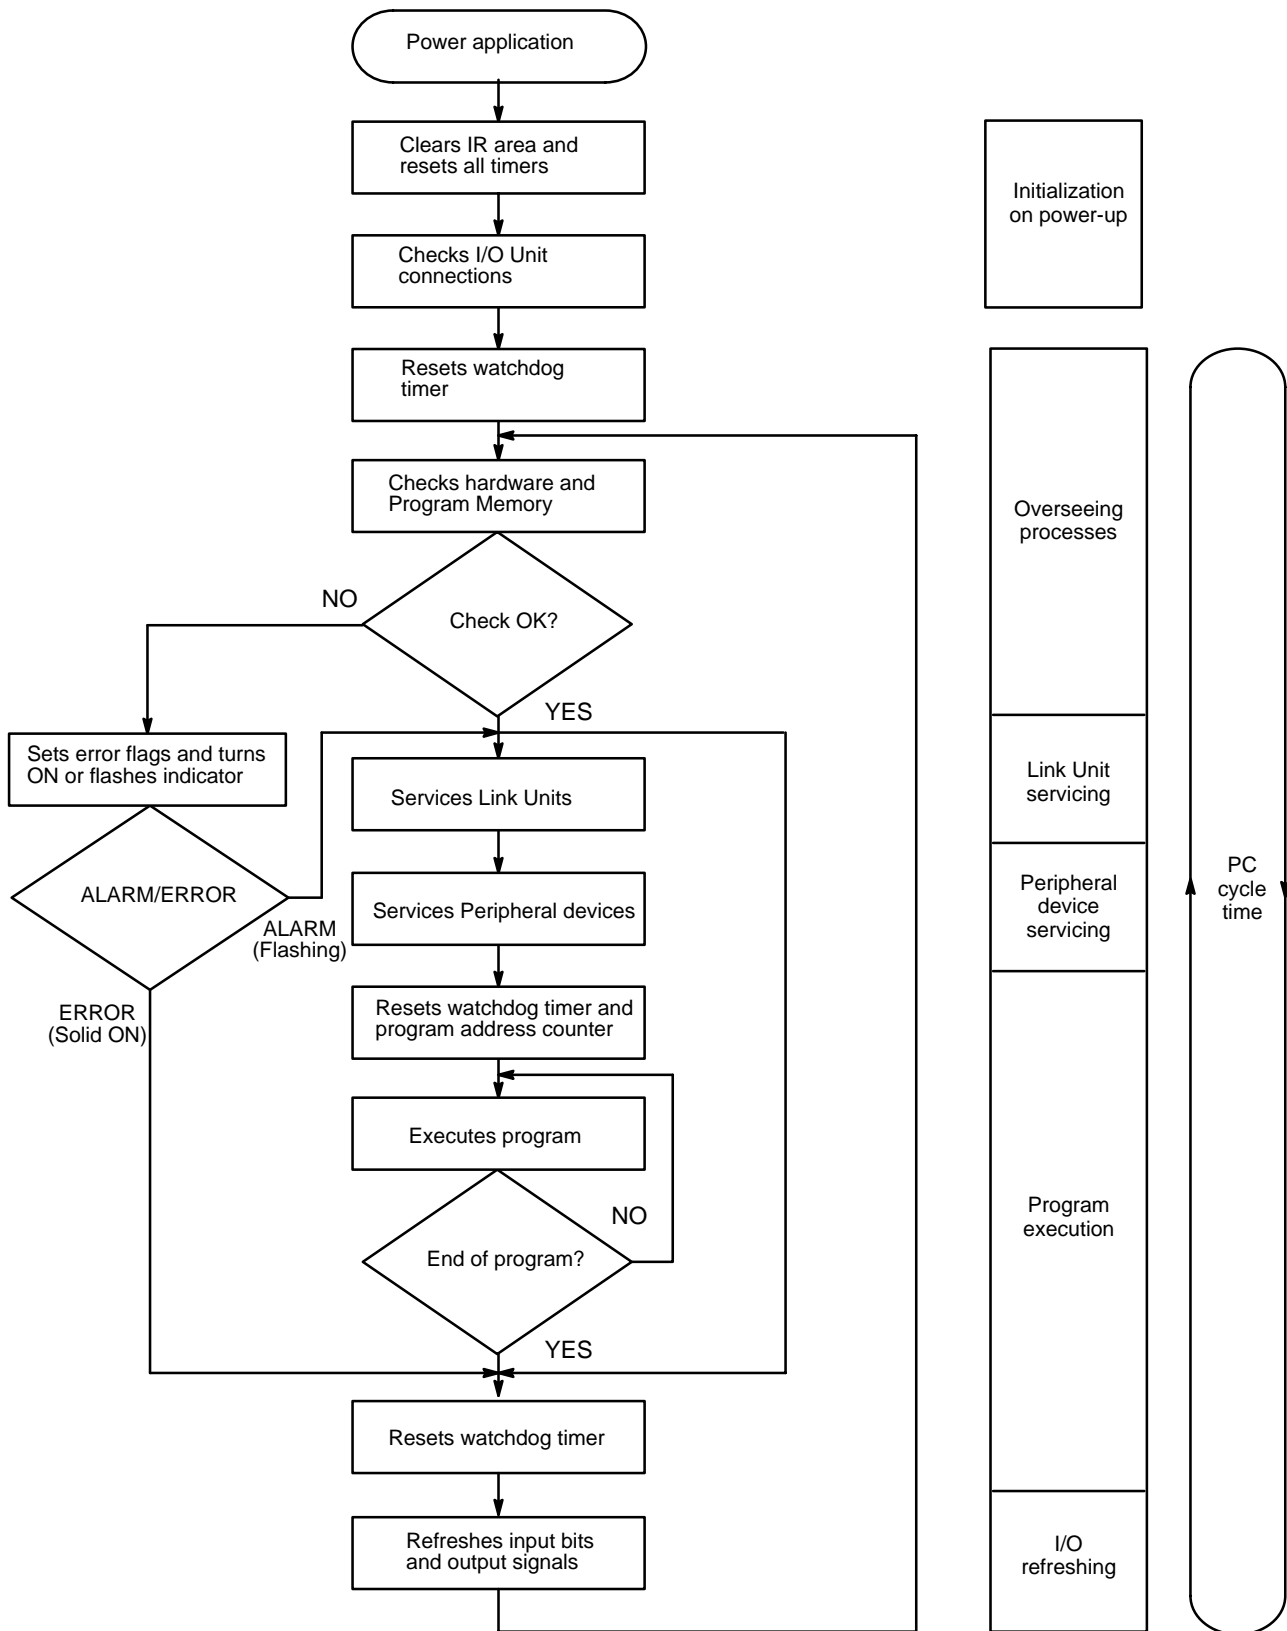 Power application
Clears IR area and
resets all timers
Initialization
on power-up
Checks I/O Unit
connections
Resets watchdog
timer
Checks hardware and
Program Memory
Overseeing
processes
NO
Check OK?
YES
Sets error flags and turns
ON or flashes indicator
Services Link Units
Link Unit
servicing
ALARM/ERROR
ALARM
(Flashing)
Services Peripheral devices
Peripheral
device
servicing
PC
cycle
time
ERROR
(Solid ON)
Resets watchdog timer and
program address counter
Executes program
NO
End of program?
YES
Program
execution
Resets watchdog timer
Refreshes input bits
and output signals
I/O
refreshing